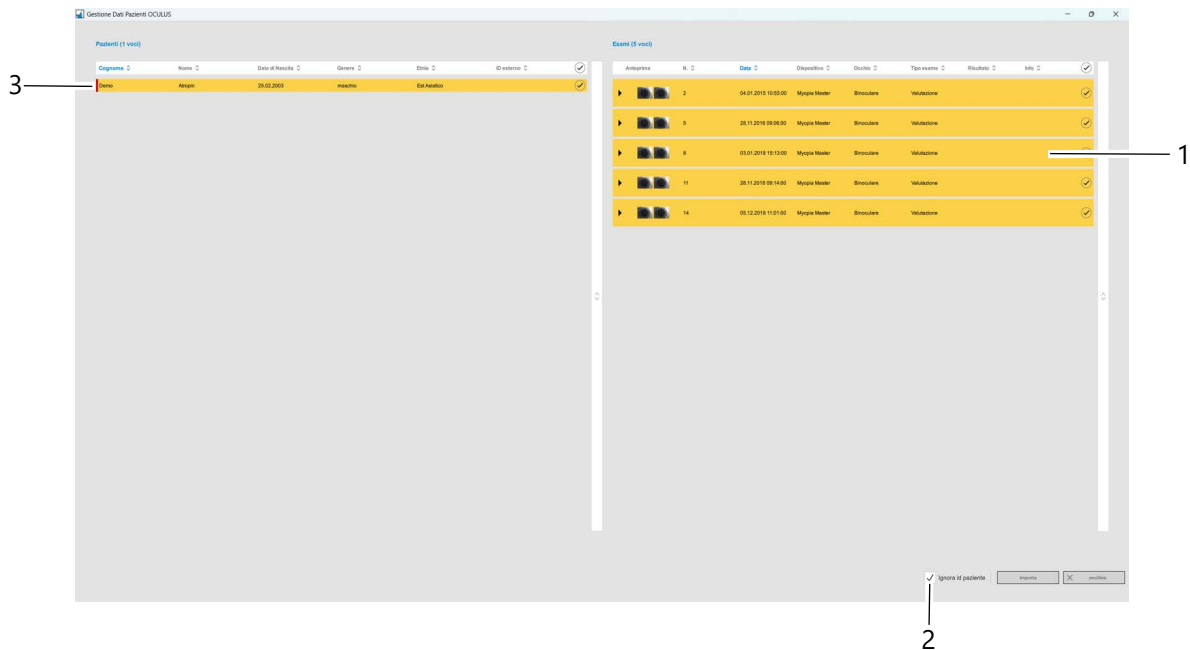 Gestione Dati Pazienti OCULUS
Pazienti (1 voci)
Cognome Nome Data di Nascita Genere Etnia ID externo
Demo Atropin 25.02.2003 maschio Est Asiatico
Esami (5 voci)
Anteprima N. Data Dispositivo Occhio Tipo esame Risultato Info
2 04.01.2015 10:55:00 Myopia Master Binoculare Valutazione
5 28.11.2016 09:06:00 Myopia Master Binoculare Valutazione
8 03.01.2018 15:13:00 Myopia Master Binoculare Valutazione
11 28.11.2018 09:14:00 Myopia Master Binoculare Valutazione
14 05.12.2019 11:01:00 Myopia Master Binoculare Valutazione
Ignora id paziente importa
3
1
2